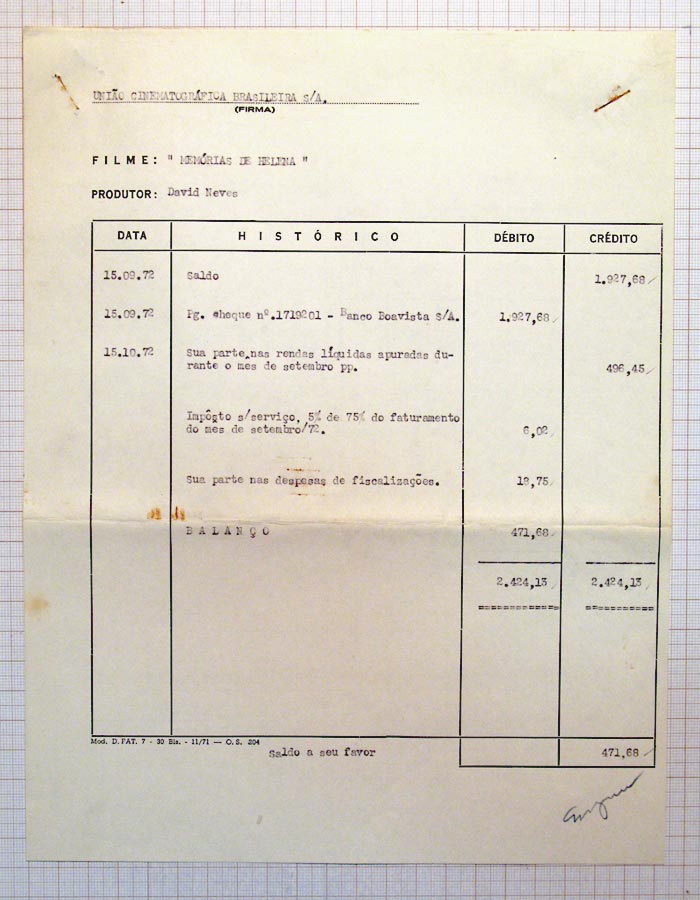 UNIÃO CINEMATOGRÁFICA BRASILEIRA S/A.
(FIRMA)
FILME: " MEMÓRIAS DE HELENA "
PRODUTOR: David Neves
DATA HISTÓRICO DÉBITO CRÉDITO
15.09.72 Saldo 1.927,68
15.09.72 Pg. cheque nº.1719201 - Banco Boavista S/A. 1.927,68
15.10.72 Sua parte nas rendas líquidas apuradas du-
rante o mes de setembro pp. 496,45
Impôsto s/serviço, 5% de 75% do faturamento
do mes de setembro/72. 6,02
Sua parte nas despesas de fiscalizações. 18,75
BALANÇO 471,68
2.424,13 2.424,13
Mod. D. FAT. 7 - 30 Bls. - 11/71 — O. S. 204
Saldo a seu favor 471,68